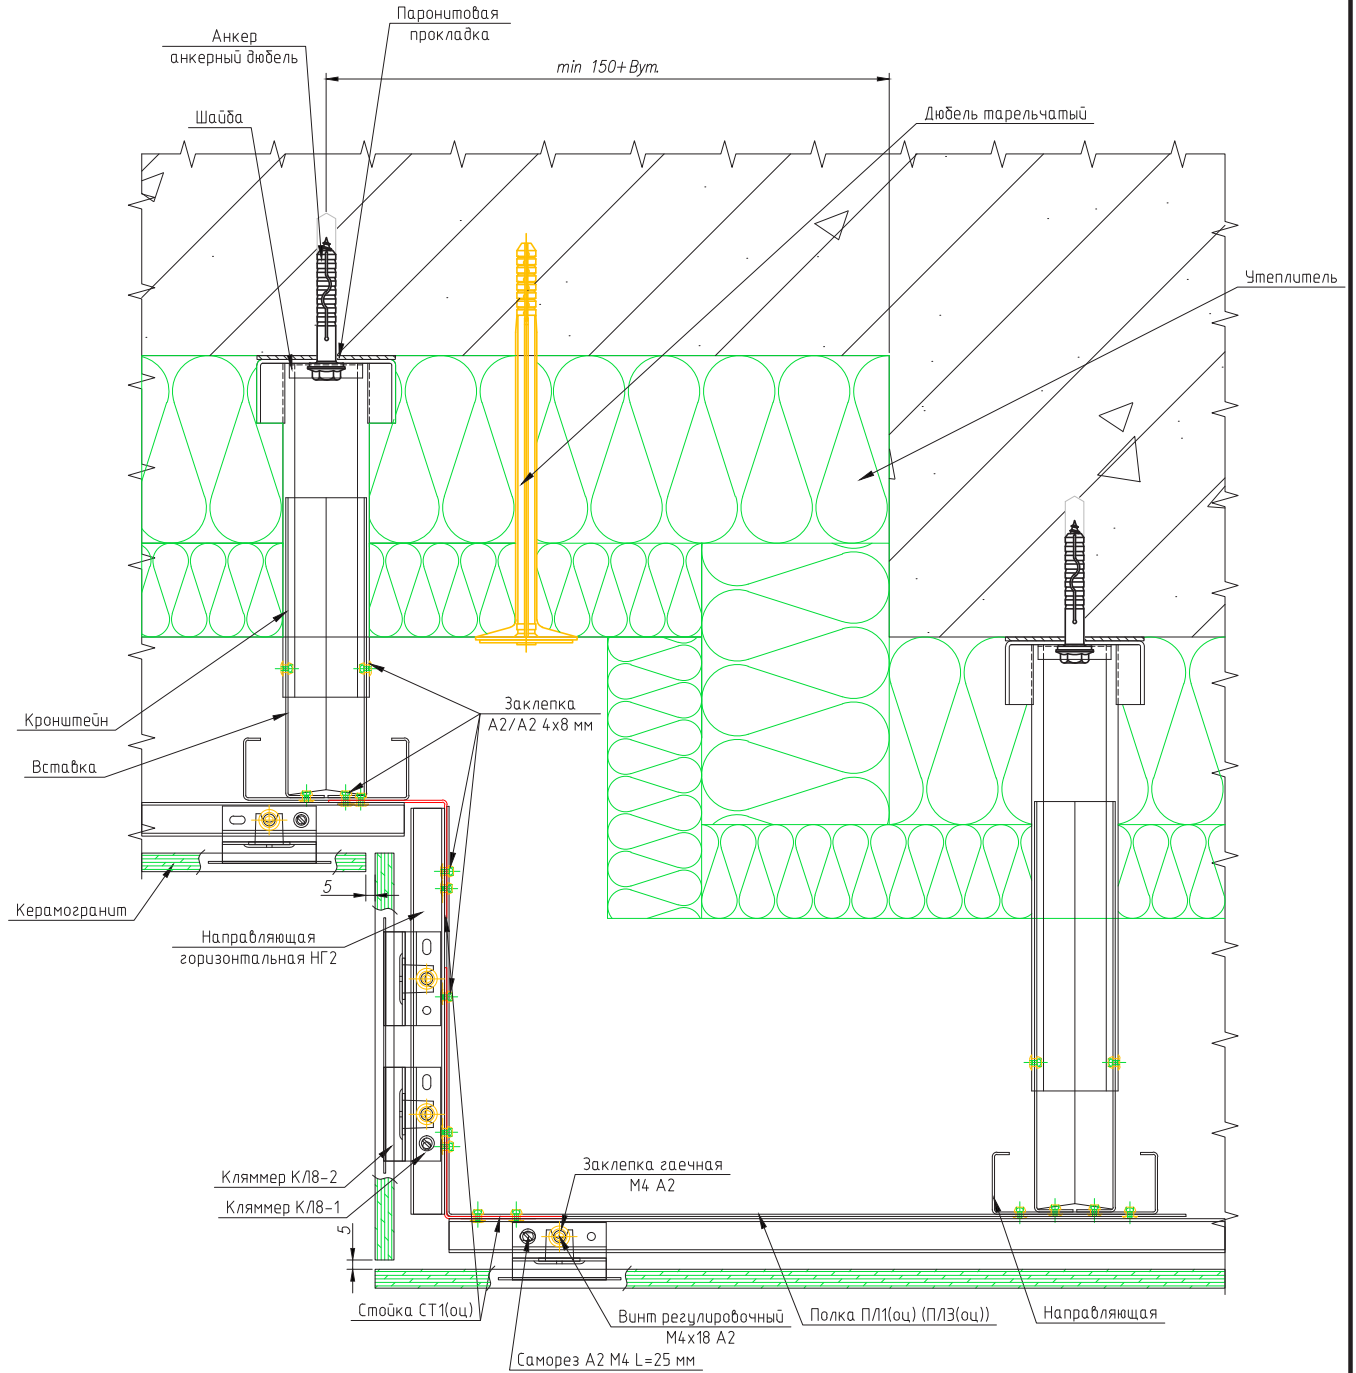 Паронитовая
прокладка
Анкер
анкерный дюбель
min 150+Вут.
Шайба
Дюбель тарельчатый
Утеплитель
Заклепка
А2/А2 4х8 мм
Кронштейн
Вставка
5
Керамогранит
Направляющая
горизонтальная НГ2
Кляммер КЛ8-2
Кляммер КЛ8-1
Заклепка гаечная
М4 А2
5
Стойка СТ1(оц)
Винт регулировочный
М4х18 А2
Полка ПЛ1(оц) (ПЛ3(оц))
Направляющая
Саморез А2 М4 L=25 мм